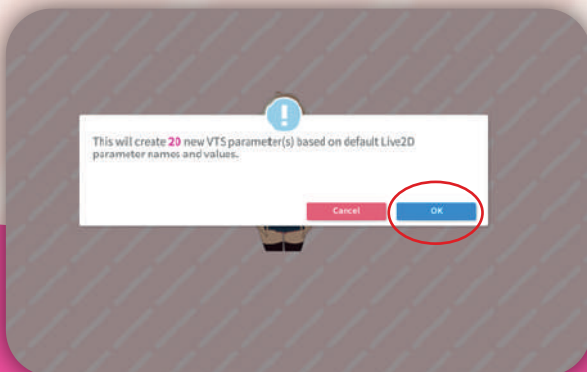 This will create 20 new VTS parameter(s) based on default Live2D
parameter names and values.
Cancel
OK